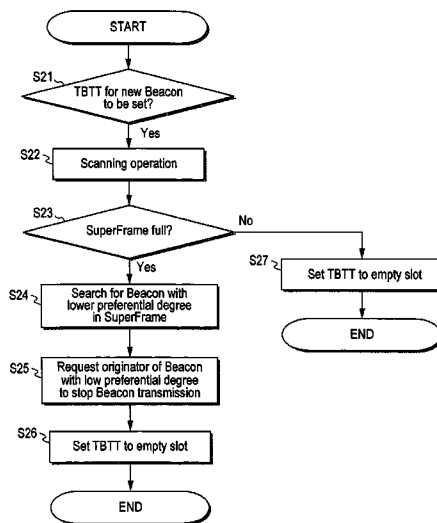 START
S21
TBTT for new Beacon
to be set?
Yes
S22
Scanning operation
S23
SuperFrame full?
No
Yes
S27
Set TBTT to empty slot
END
S24
Search for Beacon with
lower preferential degree
in SuperFrame
S25
Request originator of Beacon
with low preferential degree
to stop Beacon transmission
S26
Set TBTT to empty slot
END